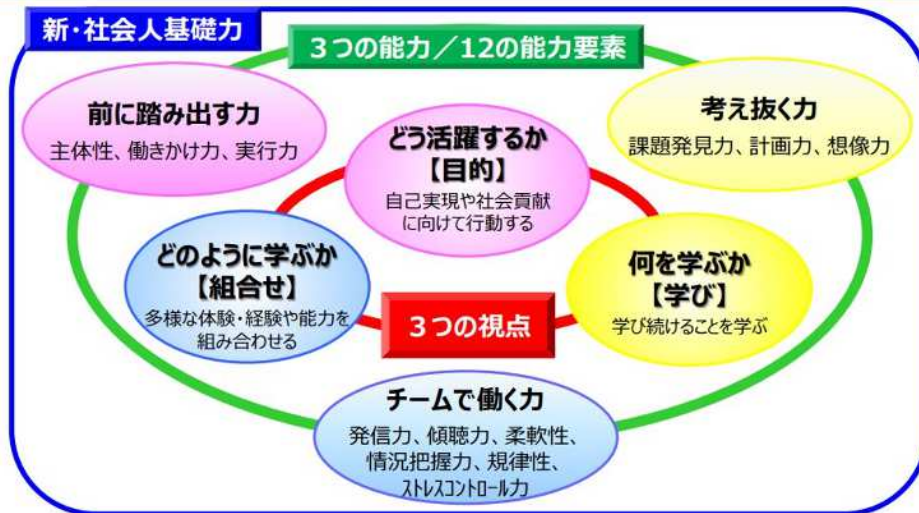 新・社会人基礎力
3つの能力／12の能力要素
前に踏み出す力
主体性、働きかけ力、実行力
考え抜く力
課題発見力、計画力、想像力
どう活躍するか
【目的】
自己実現や社会貢献
に向けて行動する
どのように学ぶか
【組合せ】
多様な体験・経験や能力を
組み合わせる
何を学ぶか
【学び】
学び続けることを学ぶ
3つの視点
チームで働く力
発信力、傾聴力、柔軟性、
情況把握力、規律性、
ｽﾄﾚｽｺﾝﾄﾛｰﾙ力